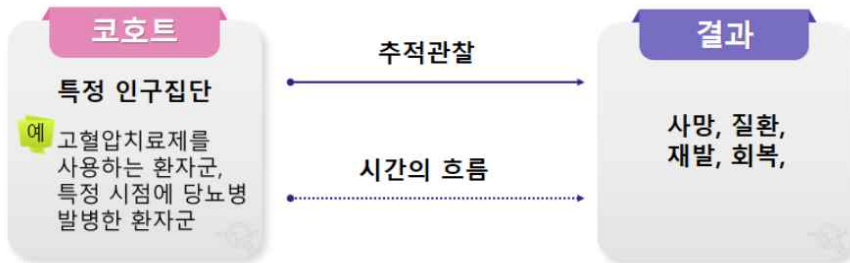 코호트
특정 인구집단
예
고혈압치료제를
사용하는 환자군,
특정 시점에 당뇨병
발병한 환자군
추적관찰
시간의 흐름
결과
사망, 질환,
재발, 회복,